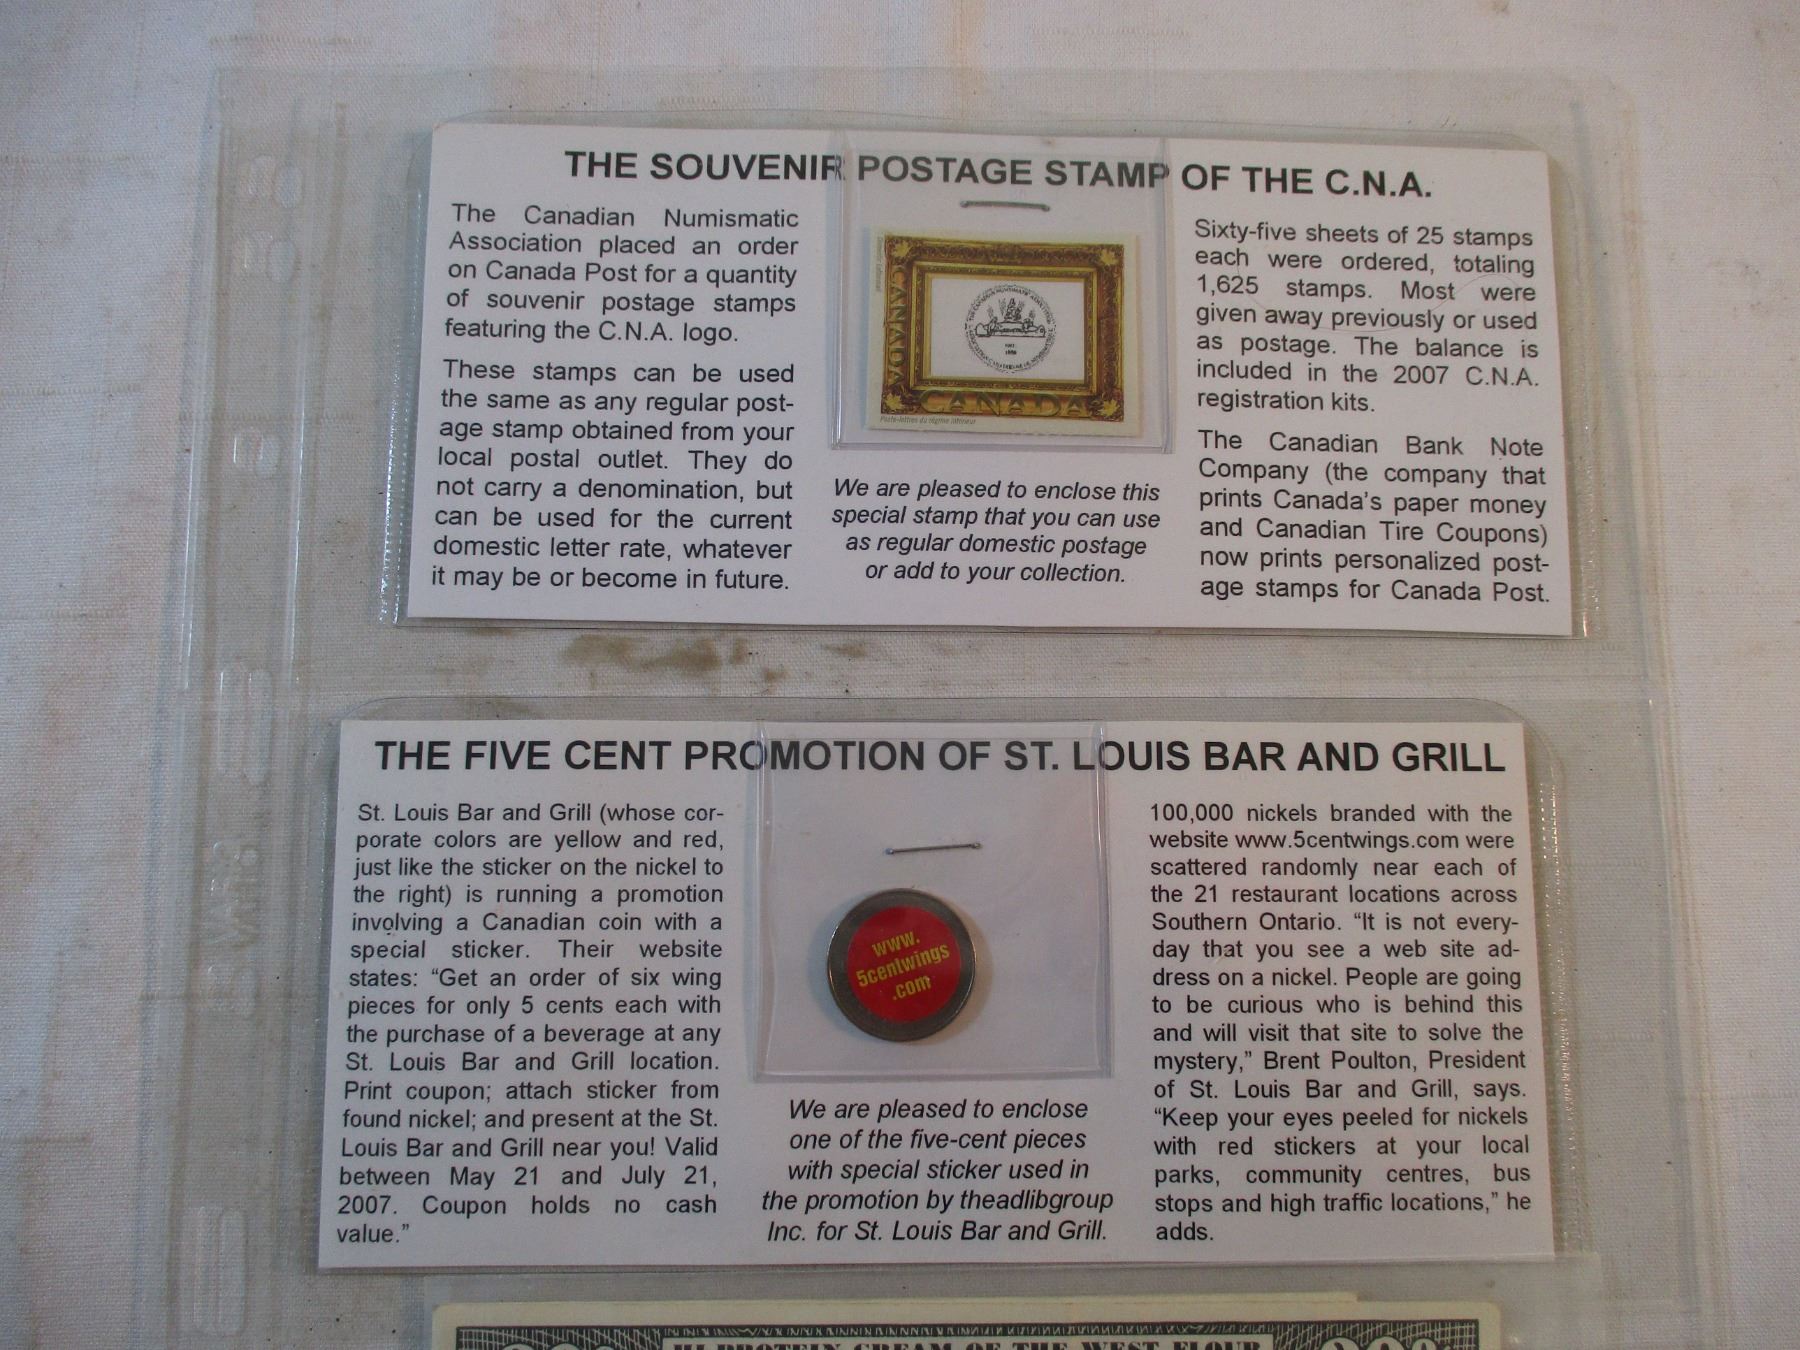 THE SOUVENIR POSTAGE STAMP OF THE C.N.A.
The Canadian Numismatic
Association placed an order
on Canada Post for a quantity
of souvenir postage stamps
featuring the C.N.A. logo.
These stamps can be used
the same as any regular post-
age stamp obtained from your
local postal outlet. They do
not carry a denomination, but
can be used for the current
domestic letter rate, whatever
it may be or become in future.
CANADA
CANADA
Postes-lettres du régime intérieur
We are pleased to enclose this
special stamp that you can use
as regular domestic postage
or add to your collection.
Sixty-five sheets of 25 stamps
each were ordered, totaling
1,625 stamps. Most were
given away previously or used
as postage. The balance is
included in the 2007 C.N.A.
registration kits.
The Canadian Bank Note
Company (the company that
prints Canada's paper money
and Canadian Tire Coupons)
now prints personalized post-
age stamps for Canada Post.
THE FIVE CENT PROMOTION OF ST. LOUIS BAR AND GRILL
St. Louis Bar and Grill (whose cor-
porate colors are yellow and red,
just like the sticker on the nickel to
the right) is running a promotion
involving a Canadian coin with a
special sticker. Their website
states: “Get an order of six wing
pieces for only 5 cents each with
the purchase of a beverage at any
St. Louis Bar and Grill location.
Print coupon; attach sticker from
found nickel; and present at the St.
Louis Bar and Grill near you! Valid
between May 21 and July 21,
2007. Coupon holds no cash
value.”
www.
5centwings
.com
We are pleased to enclose
one of the five-cent pieces
with special sticker used in
the promotion by theadlibgroup
Inc. for St. Louis Bar and Grill.
100,000 nickels branded with the
website www.5centwings.com were
scattered randomly near each of
the 21 restaurant locations across
Southern Ontario. “It is not every-
day that you see a web site ad-
dress on a nickel. People are going
to be curious who is behind this
and will visit that site to solve the
mystery,” Brent Poulton, President
of St. Louis Bar and Grill, says.
“Keep your eyes peeled for nickels
with red stickers at your local
parks, community centres, bus
stops and high traffic locations,” he
adds.
HI-PROTEIN CREAM OF THE WEST FLOUR